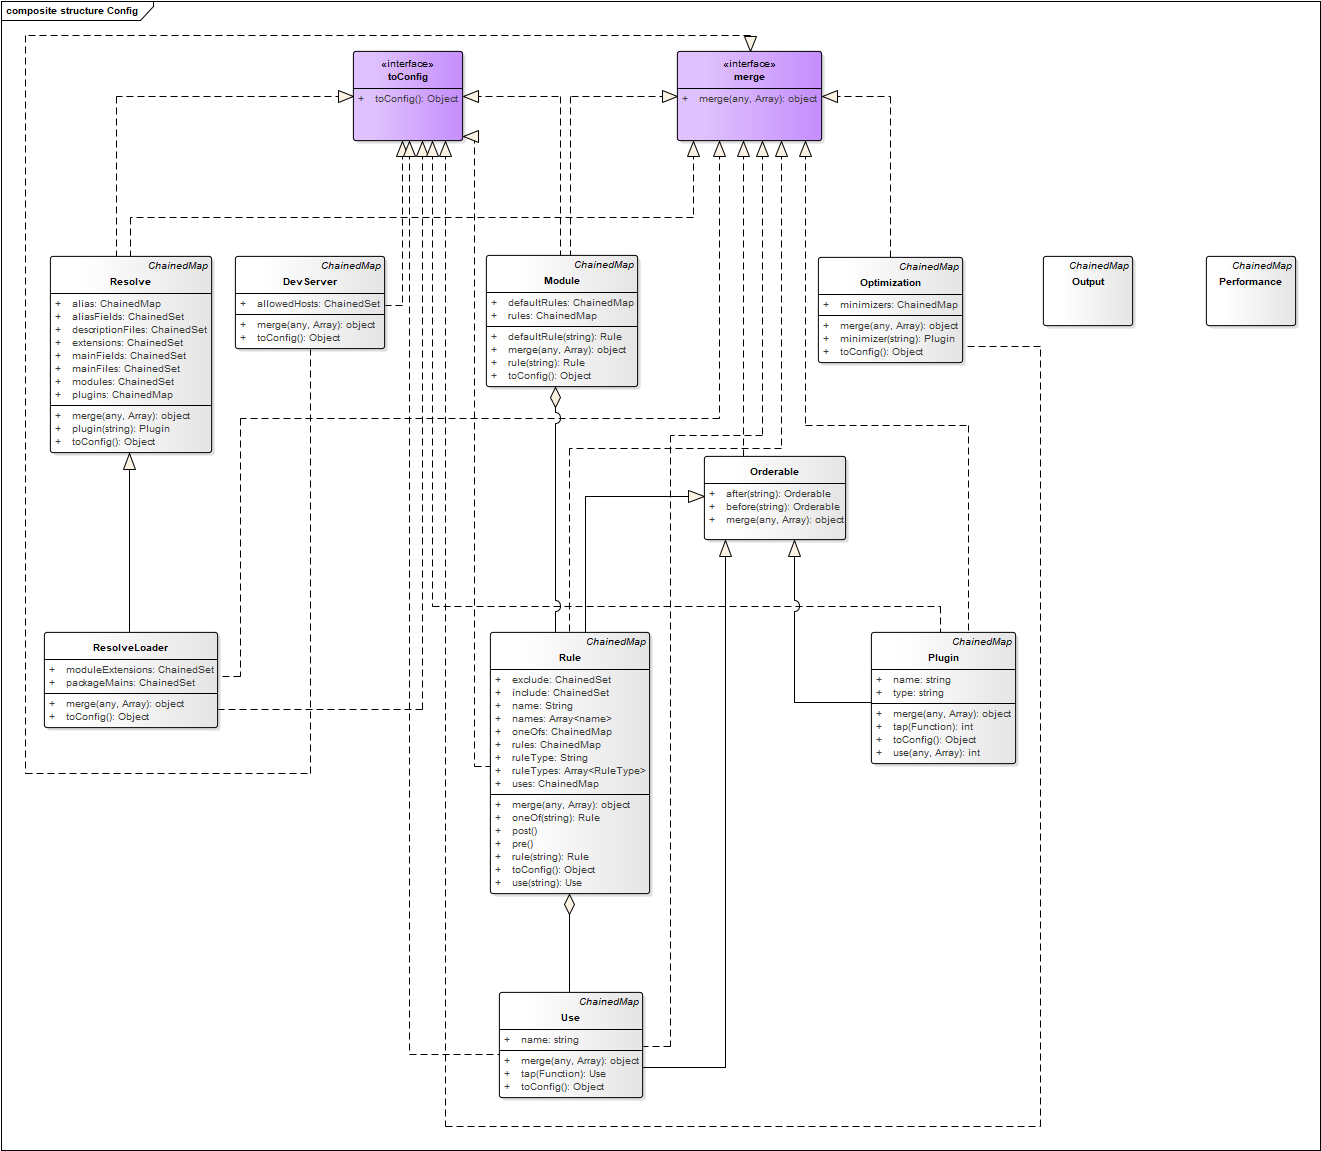 composite structure Config
«interface»
toConfig
+ toConfig(): Object
«interface»
merge
+ merge(any, Array): object
ChainedMap
Resolve
+ alias: ChainedMap
+ aliasFields: ChainedSet
+ descriptionFiles: ChainedSet
+ extensions: ChainedSet
+ mainFields: ChainedSet
+ mainFiles: ChainedSet
+ modules: ChainedSet
+ plugins: ChainedMap
+ merge(any, Array): object
+ plugin(string): Plugin
+ toConfig(): Object
ChainedMap
DevServer
+ allowedHosts: ChainedSet
+ merge(any, Array): object
+ toConfig(): Object
ChainedMap
Module
+ defaultRules: ChainedMap
+ rules: ChainedMap
+ defaultRule(string): Rule
+ merge(any, Array): object
+ rule(string): Rule
+ toConfig(): Object
ChainedMap
Optimization
+ minimizers: ChainedMap
+ merge(any, Array): object
+ minimizer(string): Plugin
+ toConfig(): Object
ChainedMap
Output
ChainedMap
Performance
Orderable
+ after(string): Orderable
+ before(string): Orderable
+ merge(any, Array): object
ResolveLoader
+ moduleExtensions: ChainedSet
+ packageMains: ChainedSet
+ merge(any, Array): object
+ toConfig(): Object
ChainedMap
Rule
+ exclude: ChainedSet
+ include: ChainedSet
+ name: String
+ names: Array<name>
+ oneOfs: ChainedMap
+ rules: ChainedMap
+ ruleType: String
+ ruleTypes: Array<RuleType>
+ uses: ChainedMap
+ merge(any, Array): object
+ oneOf(string): Rule
+ post()
+ pre()
+ rule(string): Rule
+ toConfig(): Object
+ use(string): Use
ChainedMap
Plugin
+ name: string
+ type: string
+ merge(any, Array): object
+ tap(Function): int
+ toConfig(): Object
+ use(any, Array): int
ChainedMap
Use
+ name: string
+ merge(any, Array): object
+ tap(Function): Use
+ toConfig(): Object